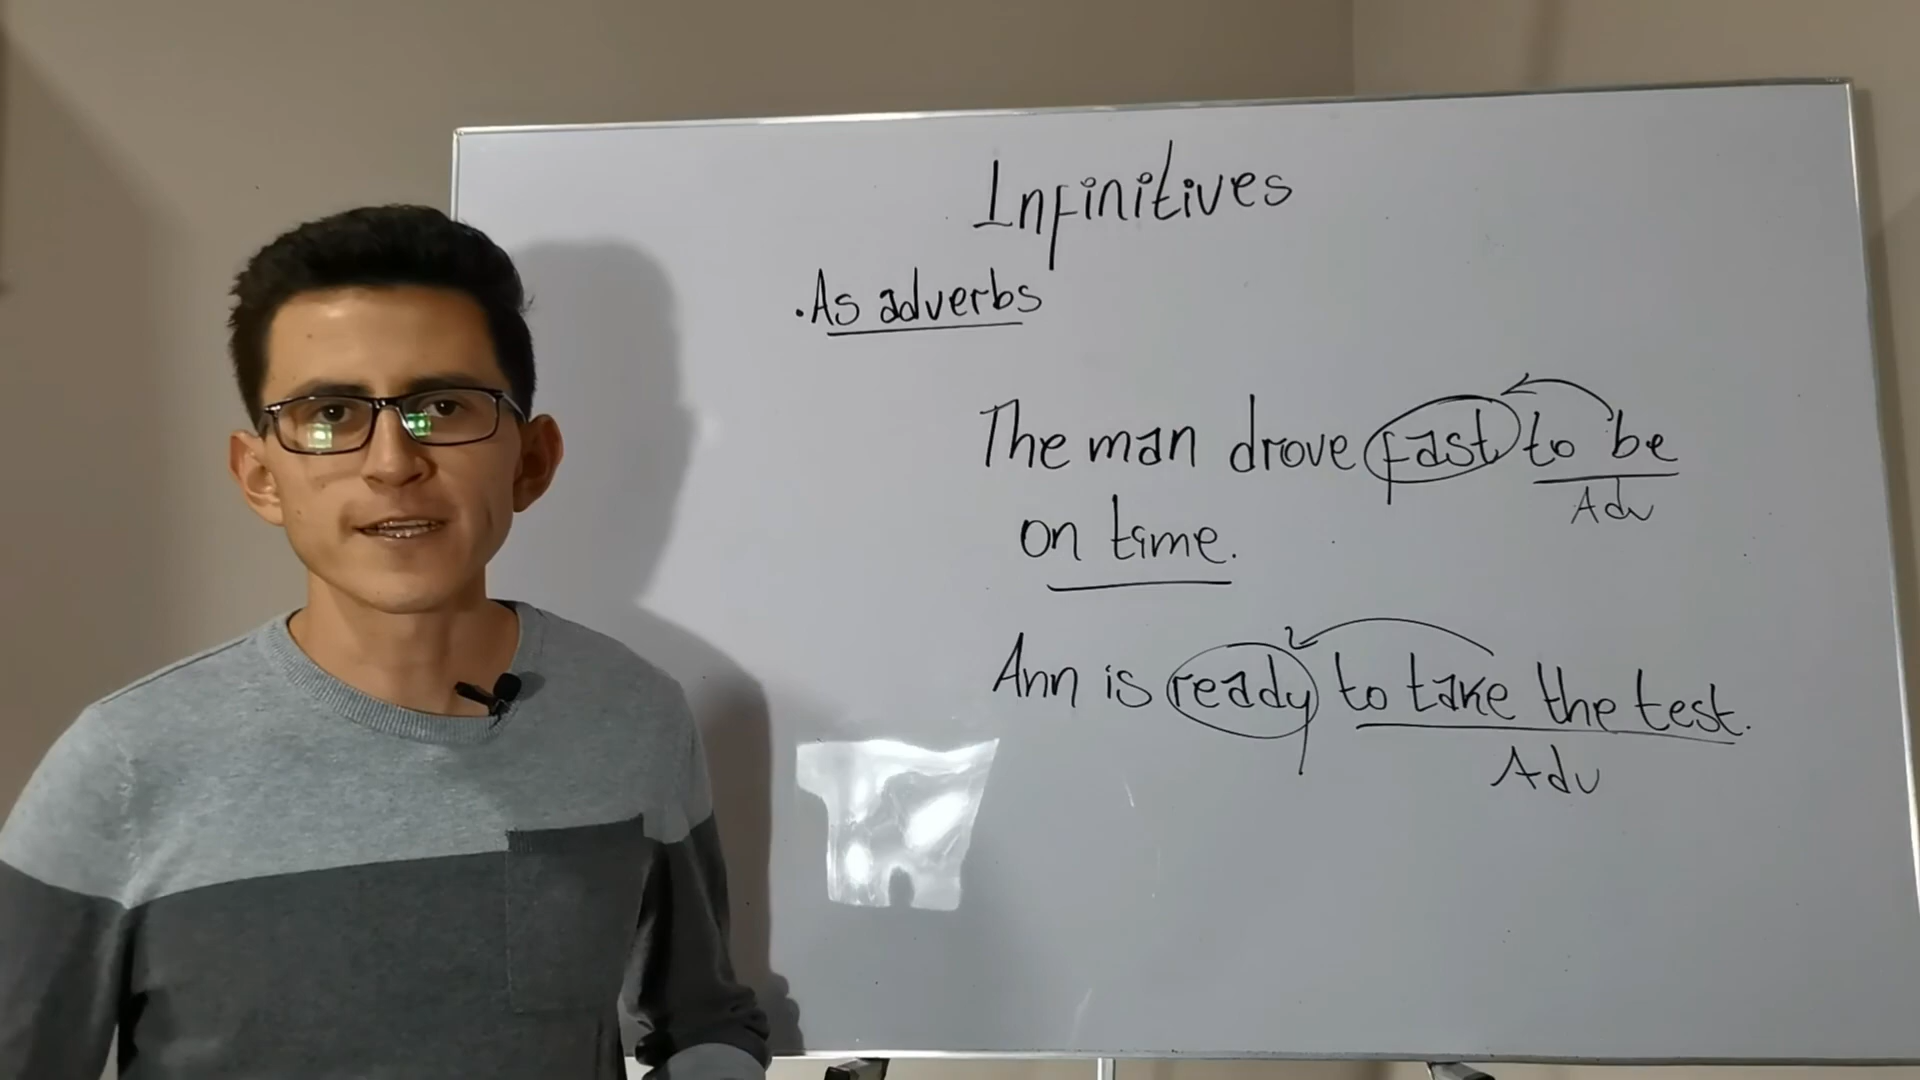 Infinitives
.As adverbs
The man drove fast to be
Adv
on time.
Ann is ready to take the test.
Adv